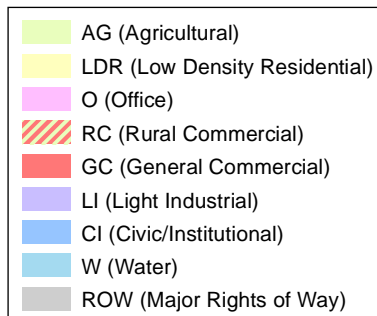 AG (Agricultural)
LDR (Low Density Residential)
O (Office)
RC (Rural Commercial)
GC (General Commercial)
LI (Light Industrial)
CI (Civic/Institutional)
W (Water)
ROW (Major Rights of Way)